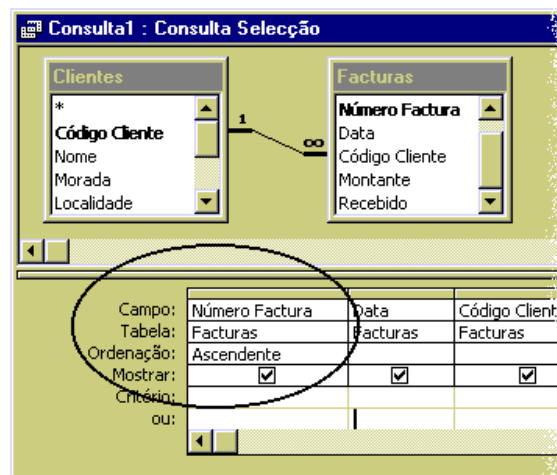 Consulta1 : Consulta Selecção
Clientes
*
Código Cliente
Nome
Morada
Localidade
1
∞
Facturas
Número Factura
Data
Código Cliente
Montante
Recebido
Campo: Número Factura Data Código Client
Tabela: Facturas Facturas Facturas
Ordenação: Ascendente
Mostrar:
Critério:
ou: